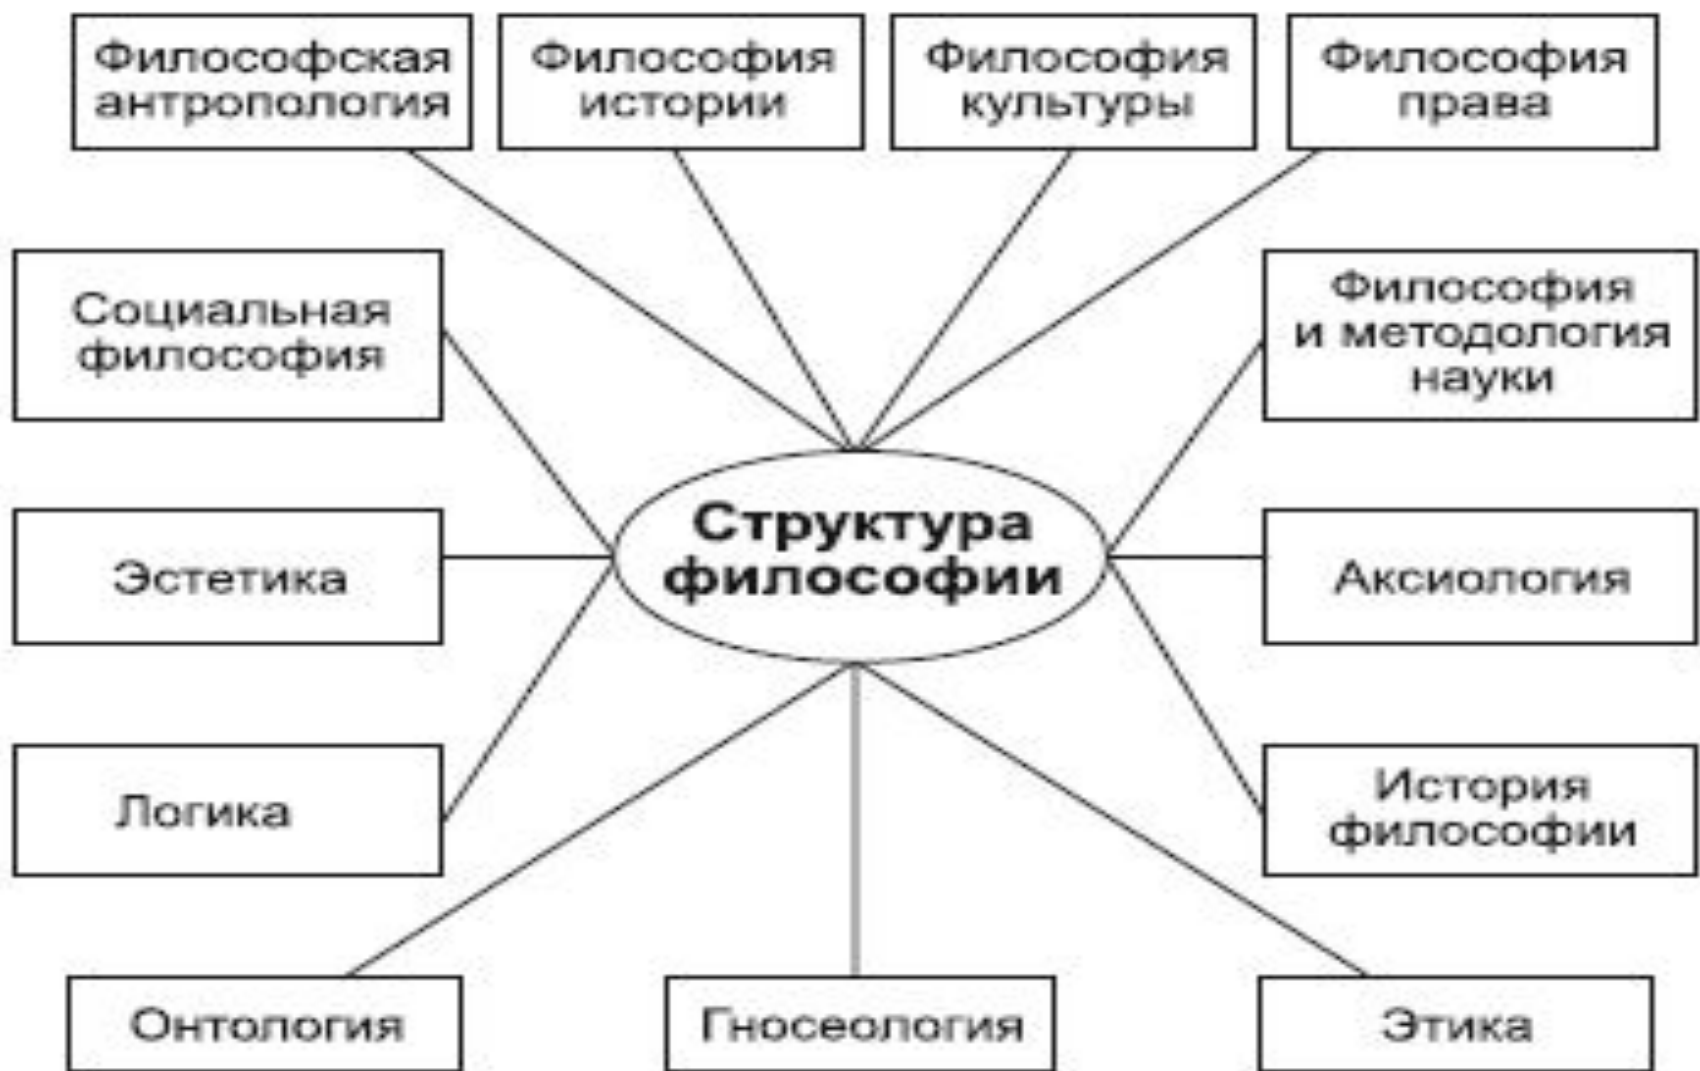 Философская
антропология
Философия
истории
Философия
культуры
Философия
права
Социальная
философия
Философия
и методология
науки
Структура
философии
Эстетика
Аксиология
Логика
История
философии
Онтология
Гносеология
Этика